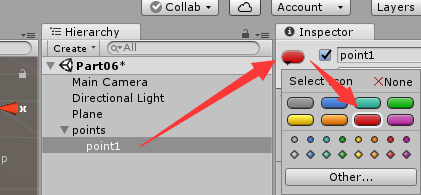 Collab
Account
Layers
Hierarchy
Create
All
Part06*
Main Camera
Directional Light
Plane
points
point1
Inspector
point1
Select Icon
None
Other...
x
p